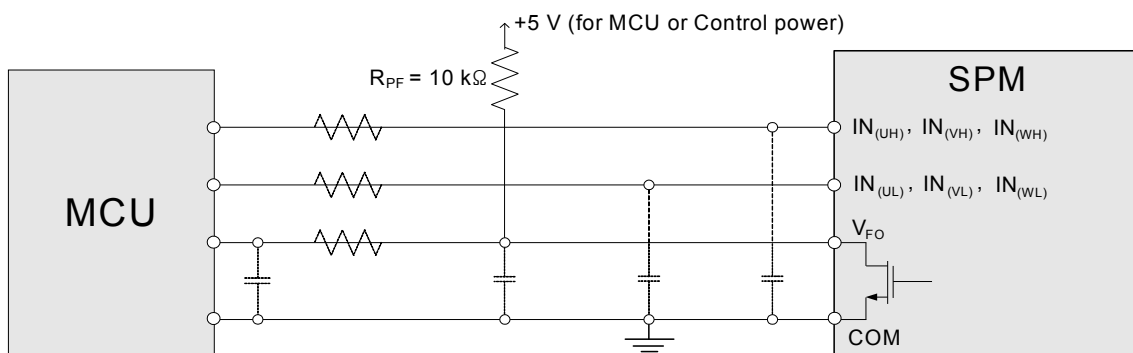 +5 V (for MCU or Control power)
R_PF = 10 kΩ
SPM
MCU
IN_(UH), IN_(VH), IN_(WH)
IN_(UL), IN_(VL), IN_(WL)
V_FO
COM